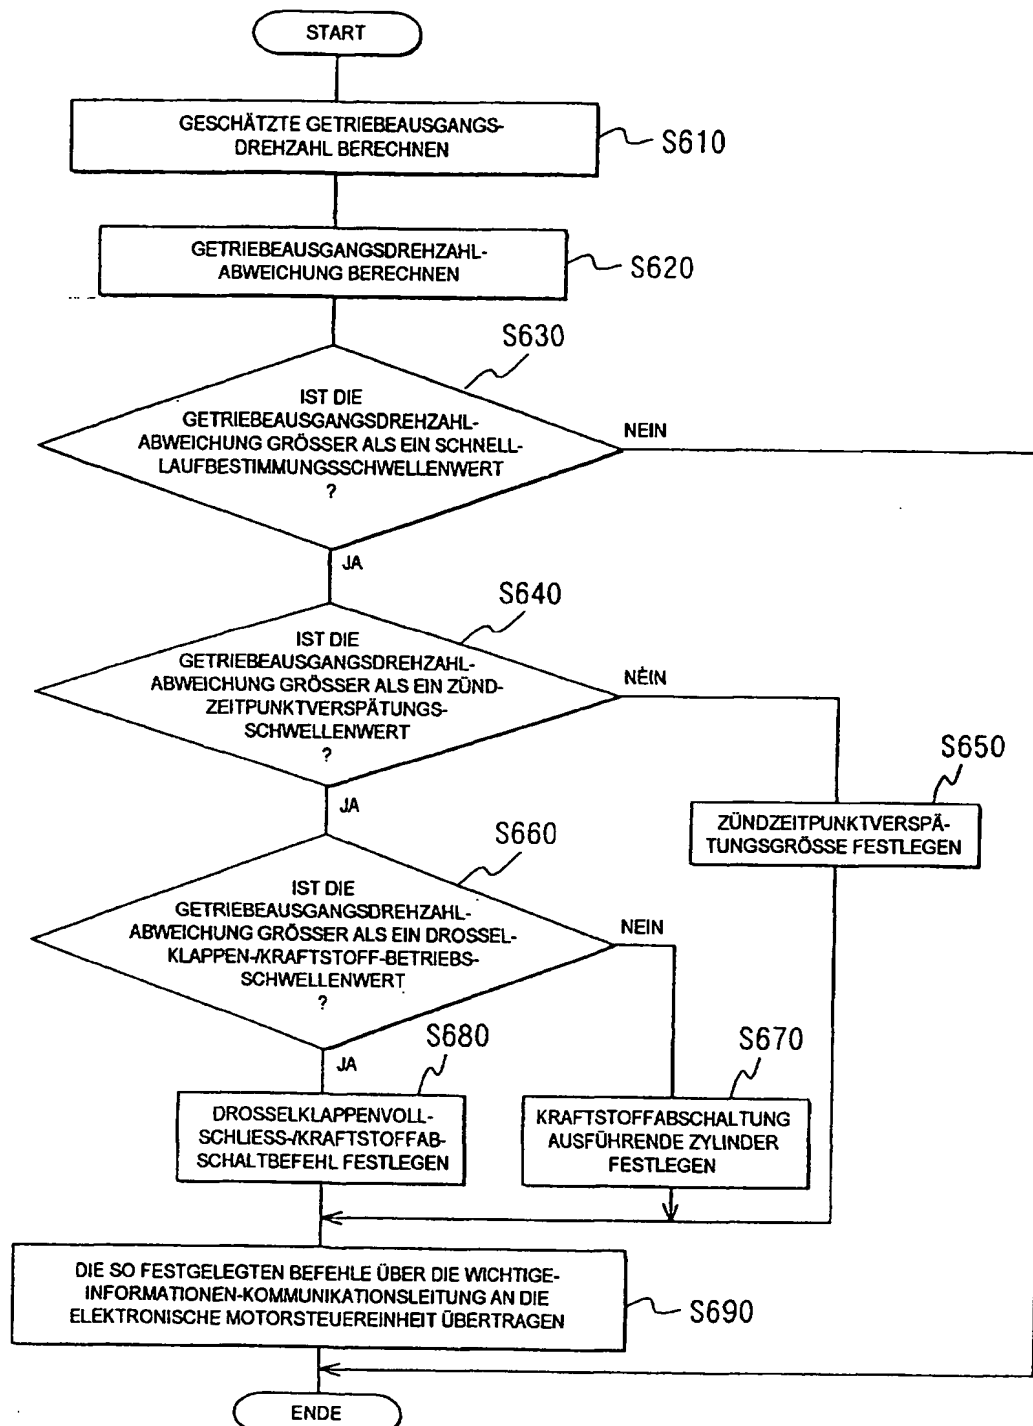 START
GESCHÄTZTE GETRIEBEAUSGANGS-
DREHZAHL BERECHNEN
S610
GETRIEBEAUSGANGSDREHZAHL-
ABWEICHUNG BERECHNEN
S620
S630
IST DIE
GETRIEBEAUSGANGSDREHZAHL-
ABWEICHUNG GRÖSSER ALS EIN SCHNELL-
LAUFBESTIMMUNGSSCHWELLENWERT
?
NEIN
JA
S640
IST DIE
GETRIEBEAUSGANGSDREHZAHL-
ABWEICHUNG GRÖSSER ALS EIN ZÜND-
ZEITPUNKTVERSPÄTUNGS-
SCHWELLENWERT
?
NEIN
JA
S650
ZÜNDZEITPUNKTVERSPÄ-
TUNGSGRÖSSE FESTLEGEN
S660
IST DIE
GETRIEBEAUSGANGSDREHZAHL-
ABWEICHUNG GRÖSSER ALS EIN DROSSEL-
KLAPPEN-/KRAFTSTOFF-BETRIEBS-
SCHWELLENWERT
?
NEIN
JA
S680
DROSSELKLAPPENVOLL-
SCHLIESS-/KRAFTSTOFFAB-
SCHALTBEFEHL FESTLEGEN
S670
KRAFTSTOFFABSCHALTUNG
AUSFÜHRENDE ZYLINDER
FESTLEGEN
DIE SO FESTGELEGTEN BEFEHLE ÜBER DIE WICHTIGE-
INFORMATIONEN-KOMMUNIKATIONSLEITUNG AN DIE
ELEKTRONISCHE MOTORSTEUEREINHEIT ÜBERTRAGEN
S690
ENDE